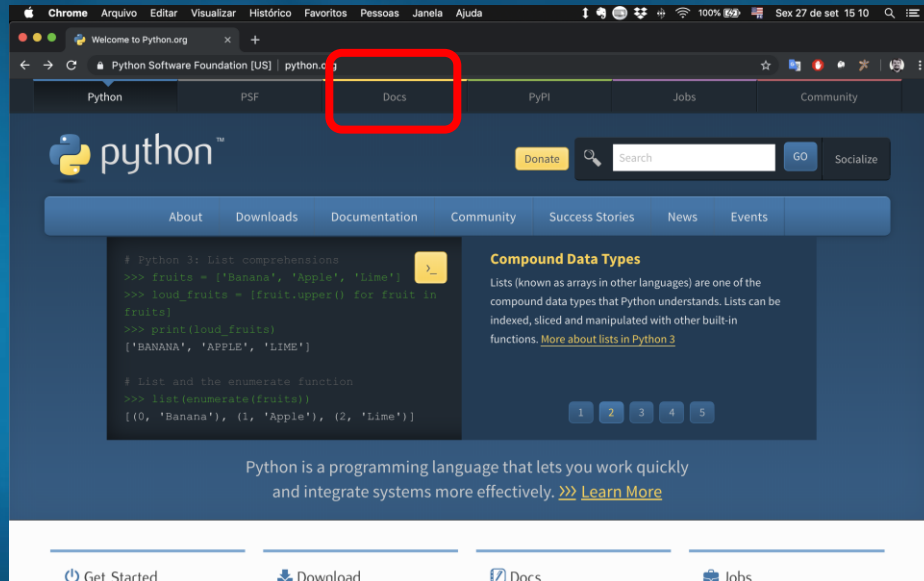 Chrome Arquivo Editar Visualizar Histórico Favoritos Pessoas Janela Ajuda 100% Sex 27 de set 15 10
Welcome to Python.org
Python Software Foundation [US] | python.org
Python PSF Docs PyPI Jobs Community
python™
Donate Search GO Socialize
About Downloads Documentation Community Success Stories News Events
# Python 3: List comprehensions
>>> fruits = ['Banana', 'Apple', 'Lime']
>>> loud_fruits = [fruit.upper() for fruit in
fruits]
>>> print(loud_fruits)
['BANANA', 'APPLE', 'LIME']
# List and the enumerate function
>>> list(enumerate(fruits))
[(0, 'Banana'), (1, 'Apple'), (2, 'Lime')]
>_
Compound Data Types
Lists (known as arrays in other languages) are one of the
compound data types that Python understands. Lists can be
indexed, sliced and manipulated with other built-in
functions. More about lists in Python 3
1 2 3 4 5
Python is a programming language that lets you work quickly
and integrate systems more effectively. >>> Learn More
Get Started Download Docs Jobs